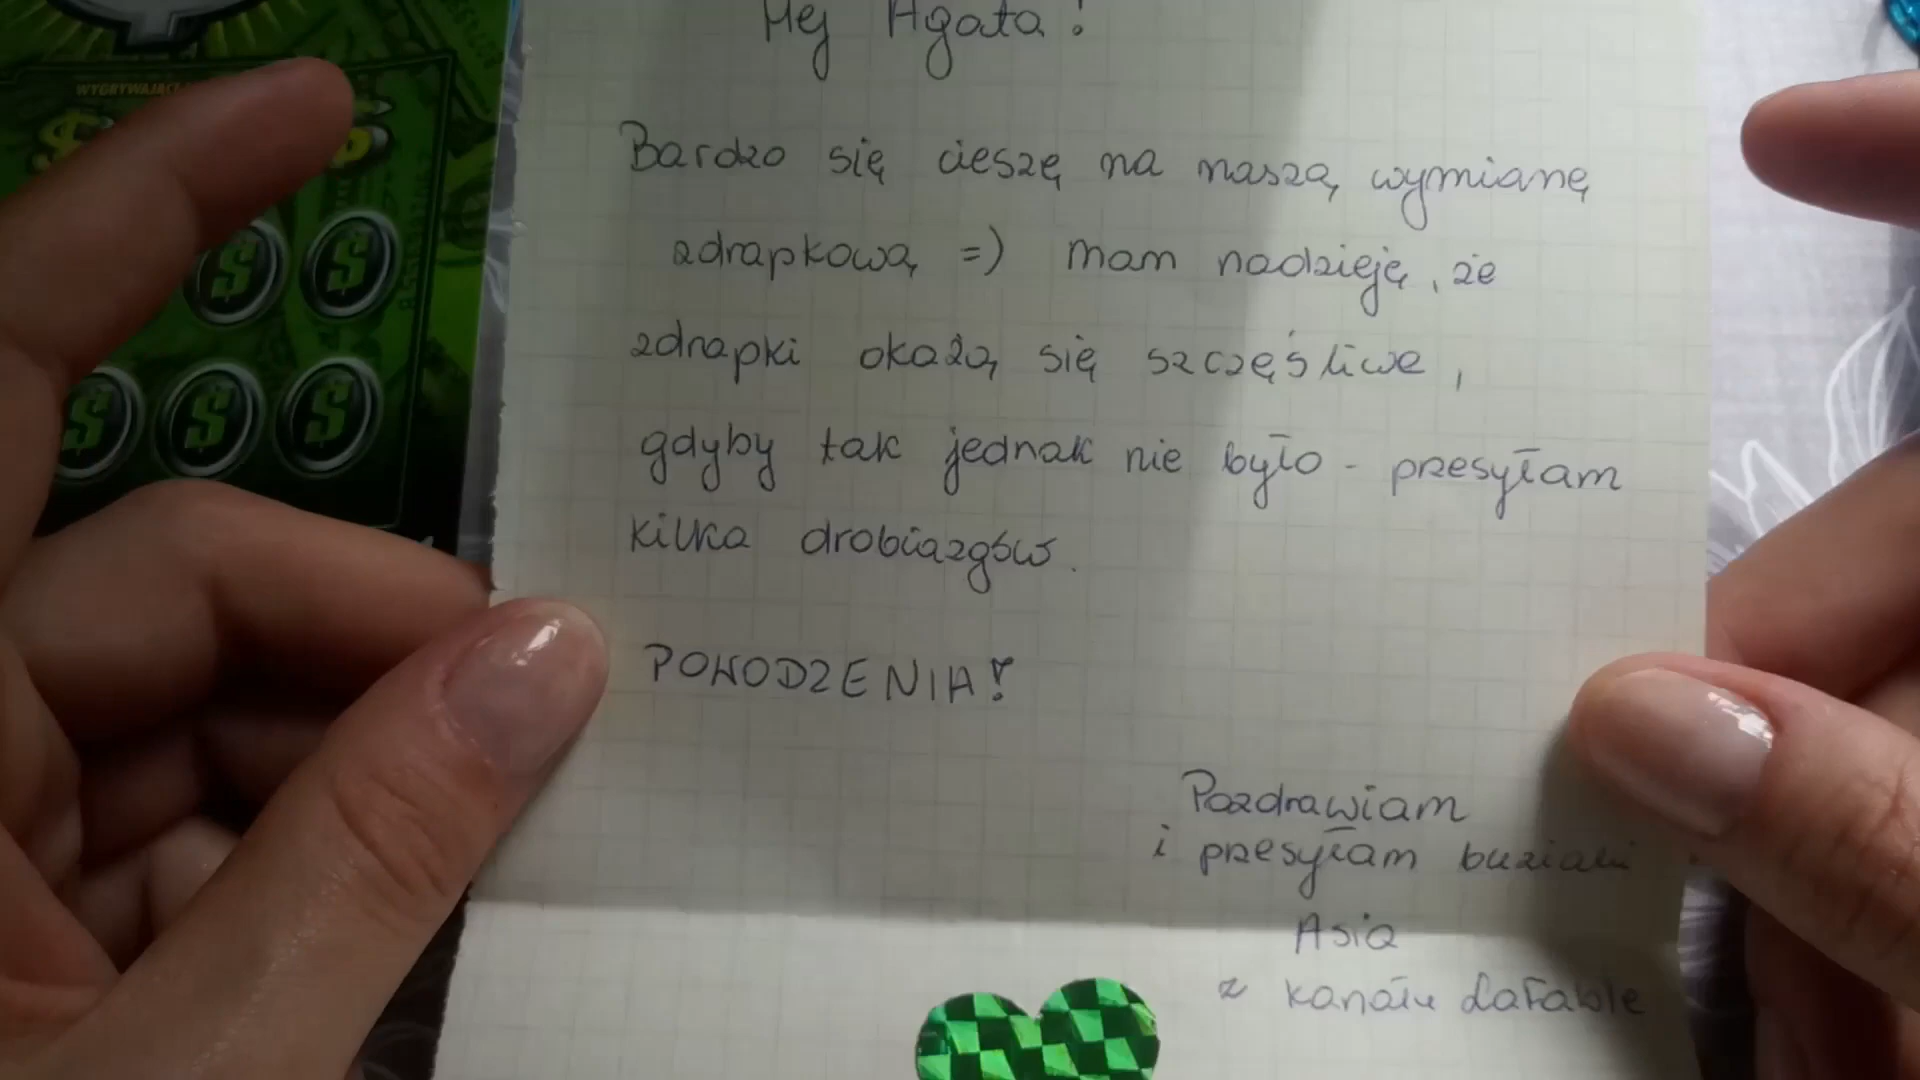 Hej Agata!
Bardzo się cieszę na naszą wymianę
zdrapkową =) mam nadzieję, że
zdrapki okażą się szczęśliwe,
gdyby tak jednak nie było - przesyłam
kilka drobiazgów.
POWODZENIA!
Pozdrawiam
i przesyłam buziaki
Asia
z kanału LaFable